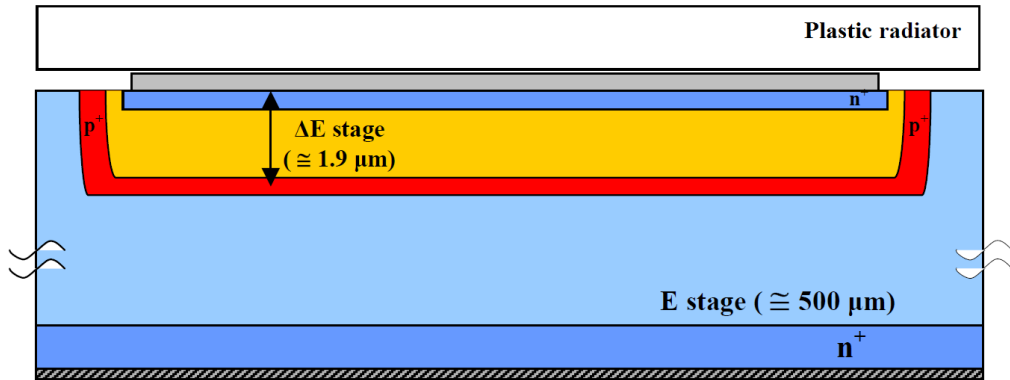 Plastic radiator
n⁺
p⁺
p⁺
ΔE stage
(≅ 1.9 μm)
E stage (≅ 500 μm)
n⁺